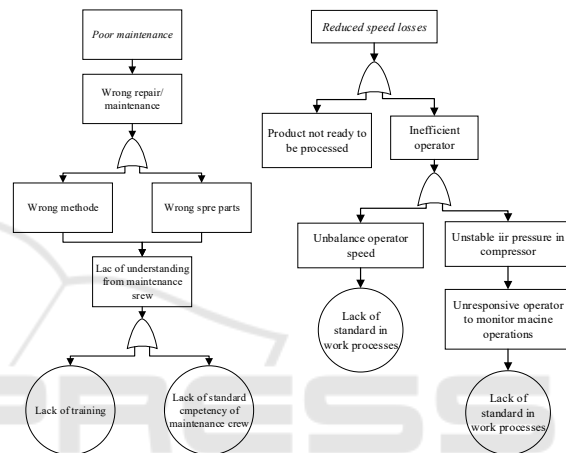 Poor maintenance
Wrong repair/
maintenance
Wrong methode
Wrong spre parts
Lac of understanding
from maintenance
srew
Lack of training
Lack of standard
cmpetency of
maintenance crew
Reduced speed losses
Product not ready to
be processed
Inefficient
operator
Unbalance operator
speed
Unstable iir pressure in
compressor
Lack of
standard in
work processes
Unresponsive operator
to monitor macine
operations
Lack of
standard in
work processes
PRESS